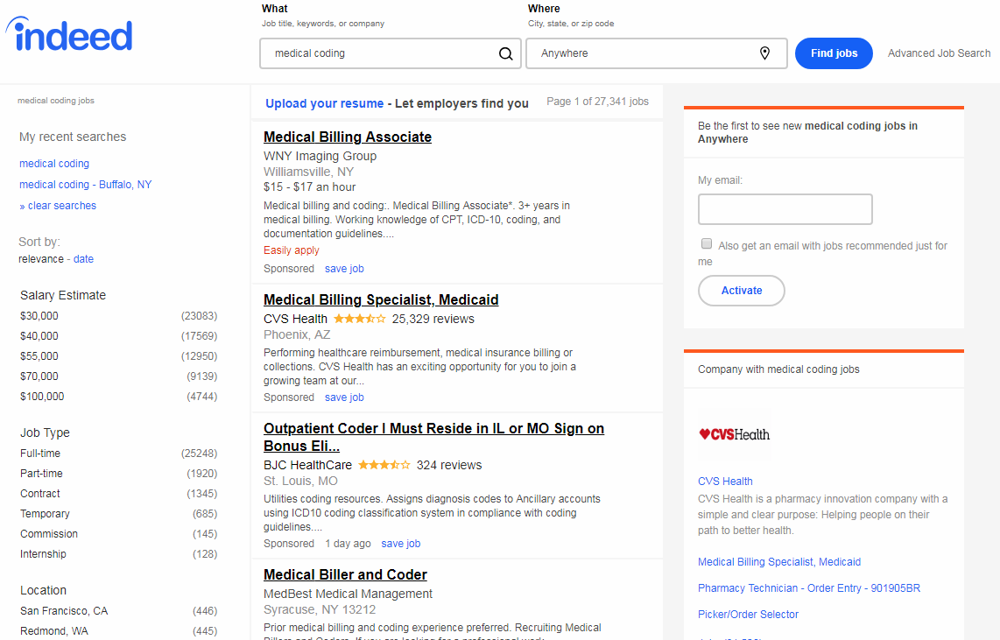 indeed
What
Job title, keywords, or company
medical coding
Where
City, state, or zip code
Anywhere
Find jobs
Advanced Job Search
medical coding jobs
My recent searches
medical coding
medical coding - Buffalo, NY
» clear searches
Sort by:
relevance - date
Salary Estimate
$30,000 (23083)
$40,000 (17569)
$55,000 (12950)
$70,000 (9139)
$100,000 (4744)
Job Type
Full-time (25248)
Part-time (1920)
Contract (1345)
Temporary (685)
Commission (145)
Internship (128)
Location
San Francisco, CA (446)
Redmond, WA (445)
Upload your resume - Let employers find you
Page 1 of 27,341 jobs
Medical Billing Associate
WNY Imaging Group
Williamsville, NY
$15 - $17 an hour
Medical billing and coding:. Medical Billing Associate*. 3+ years in
medical billing. Working knowledge of CPT, ICD-10, coding, and
documentation guidelines....
Easily apply
Sponsored save job
Medical Billing Specialist, Medicaid
CVS Health 25,329 reviews
Phoenix, AZ
Performing healthcare reimbursement, medical insurance billing or
collections. CVS Health has an exciting opportunity for you to join a
growing team at our...
Sponsored save job
Outpatient Coder I Must Reside in IL or MO Sign on
Bonus Eli...
BJC HealthCare 324 reviews
St. Louis, MO
Utilities coding resources. Assigns diagnosis codes to Ancillary accounts
using ICD10 coding classification system in compliance with coding
guidelines....
Sponsored 1 day ago save job
Medical Biller and Coder
MedBest Medical Management
Syracuse, NY 13212
Prior medical billing and coding experience preferred. Recruiting Medical
Be the first to see new medical coding jobs in
Anywhere
My email:
Also get an email with jobs recommended just for
me
Activate
Company with medical coding jobs
CVSHealth
CVS Health
CVS Health is a pharmacy innovation company with a
simple and clear purpose: Helping people on their
path to better health.
Medical Billing Specialist, Medicaid
Pharmacy Technician - Order Entry - 901905BR
Picker/Order Selector